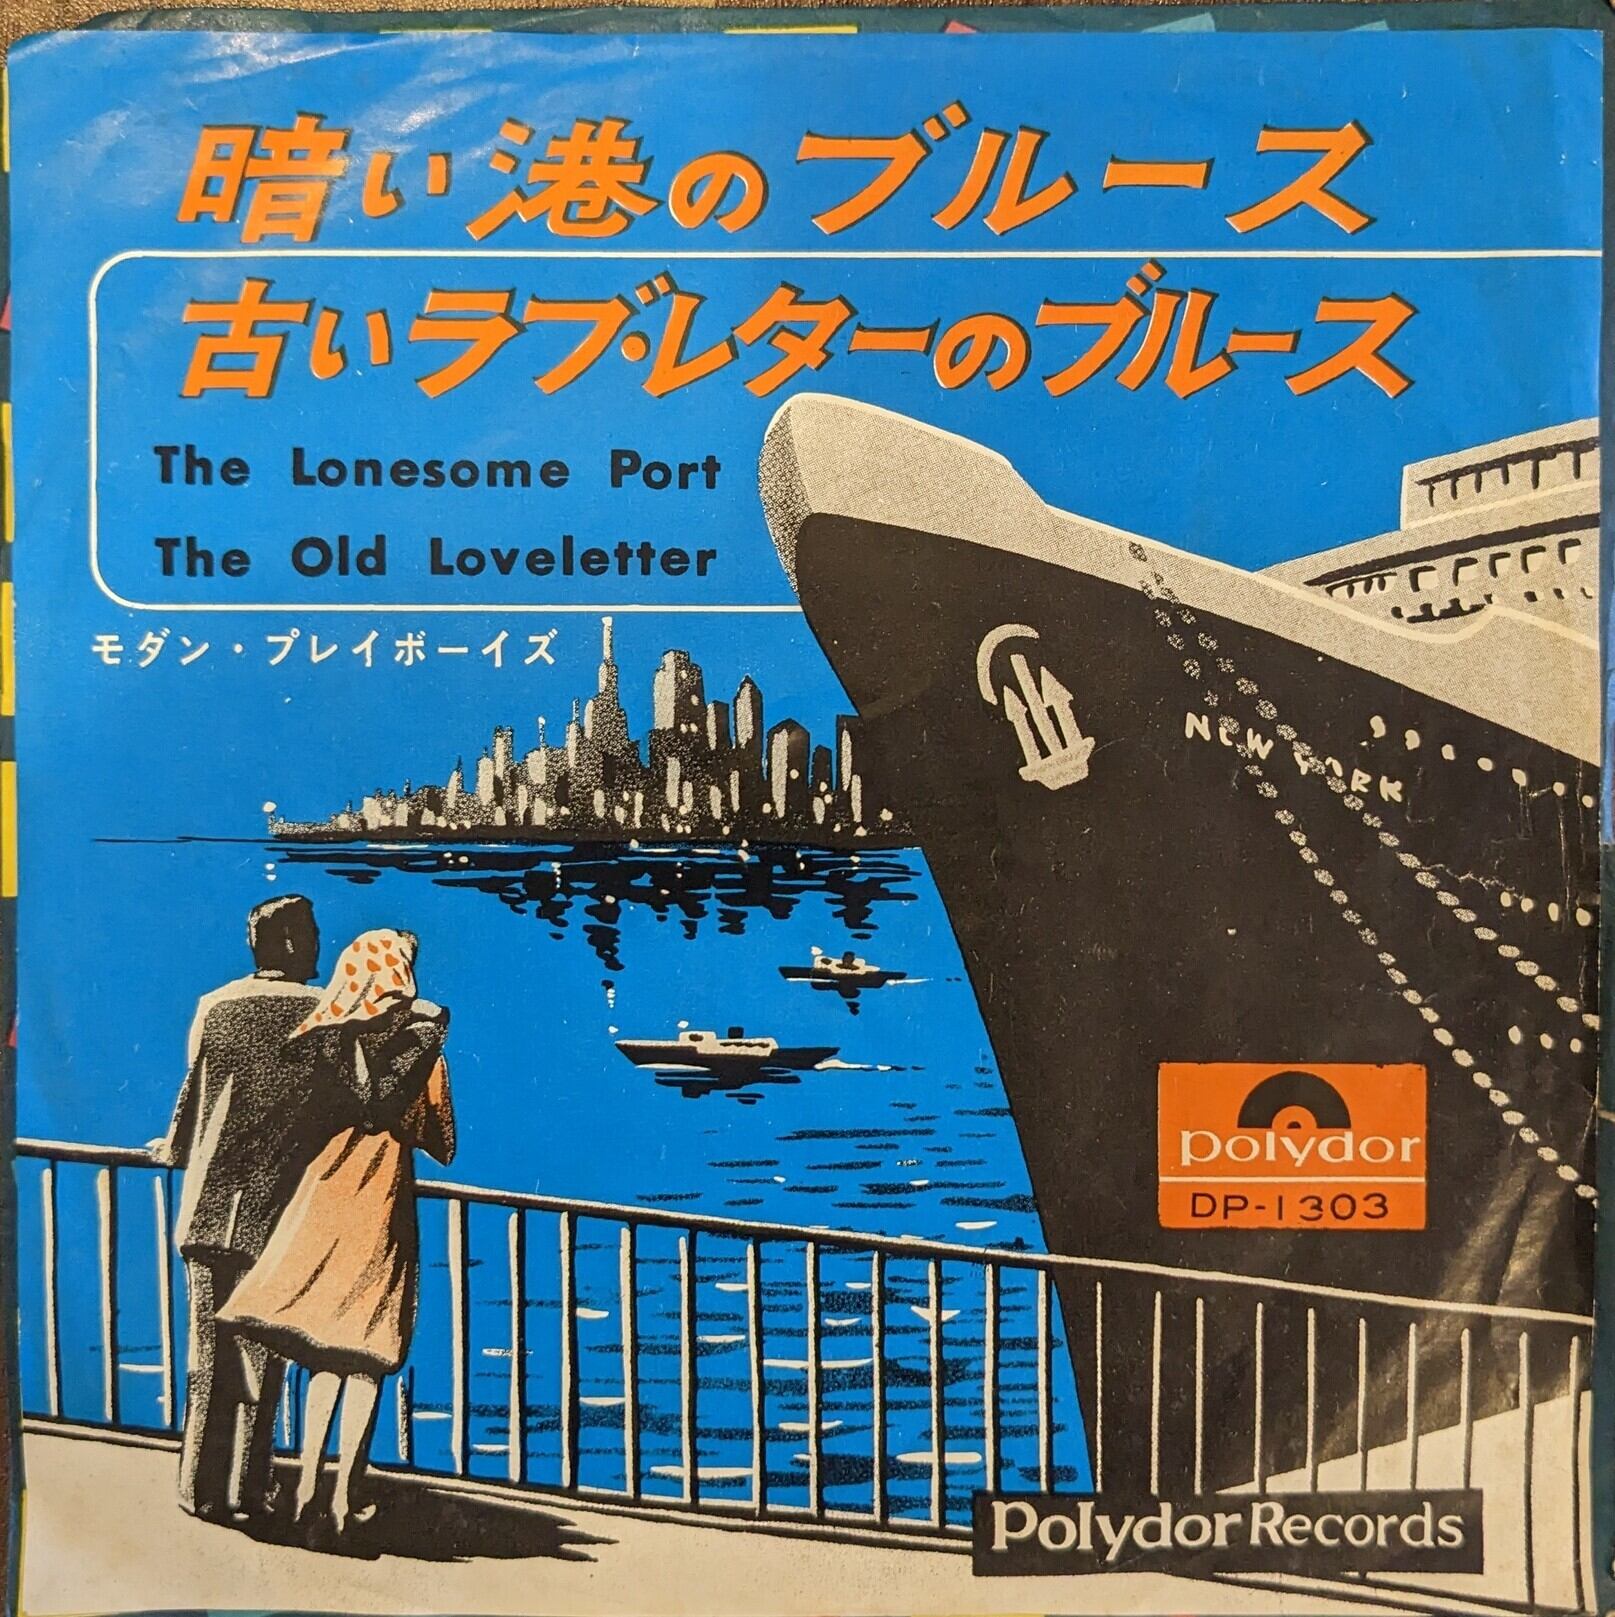 暗い港のブルース
古いラブ・レターのブルース
The Lonesome Port
The Old Loveletter
モダン・プレイボーイズ
NEW YORK
polydor
DP-1303
Polydor Records